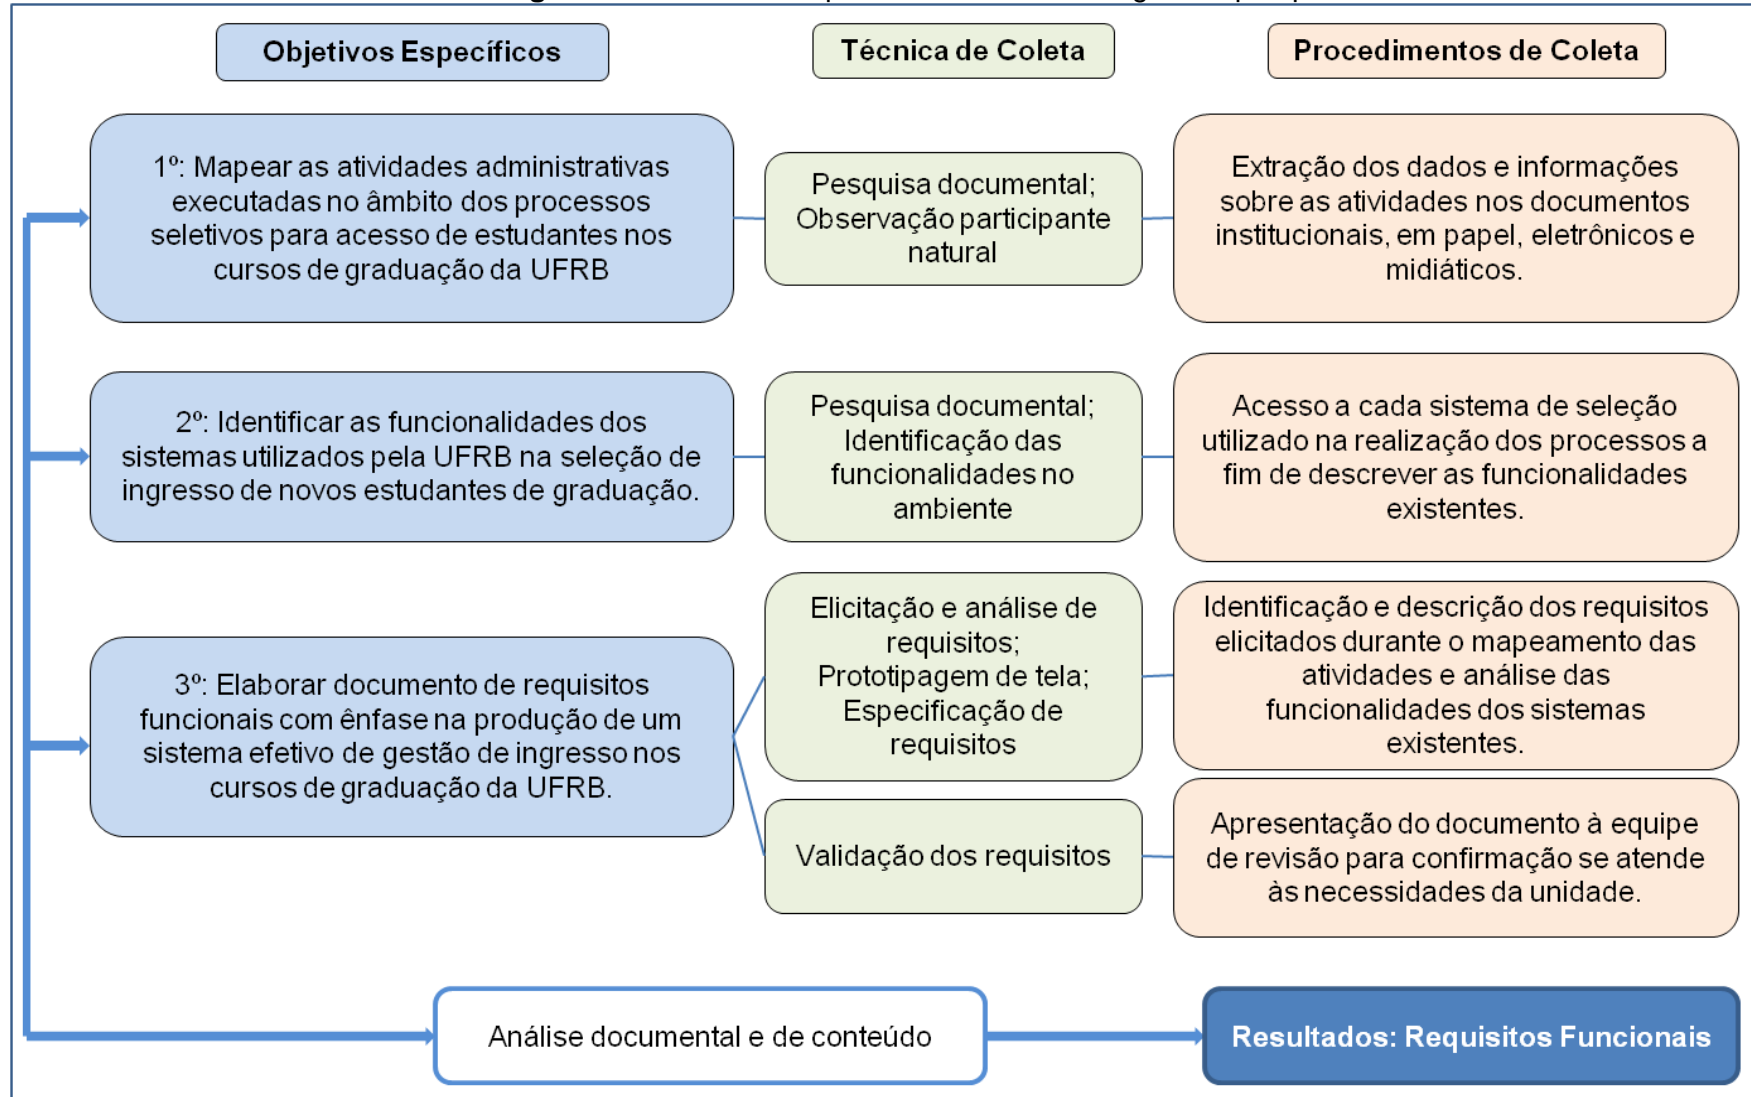 Objetivos Específicos
Técnica de Coleta
Procedimentos de Coleta
1º: Mapear as atividades administrativas
executadas no âmbito dos processos
seletivos para acesso de estudantes nos
cursos de graduação da UFRB
Pesquisa documental;
Observação participante
natural
Extração dos dados e informações
sobre as atividades nos documentos
institucionais, em papel, eletrônicos e
midiáticos.
2º: Identificar as funcionalidades dos
sistemas utilizados pela UFRB na seleção de
ingresso de novos estudantes de graduação.
Pesquisa documental;
Identificação das
funcionalidades no
ambiente
Acesso a cada sistema de seleção
utilizado na realização dos processos a
fim de descrever as funcionalidades
existentes.
3º: Elaborar documento de requisitos
funcionais com ênfase na produção de um
sistema efetivo de gestão de ingresso nos
cursos de graduação da UFRB.
Elicitação e análise de
requisitos;
Prototipagem de tela;
Especificação de
requisitos
Identificação e descrição dos requisitos
elicitados durante o mapeamento das
atividades e análise das
funcionalidades dos sistemas
existentes.
Validação dos requisitos
Apresentação do documento à equipe
de revisão para confirmação se atende
às necessidades da unidade.
Análise documental e de conteúdo
Resultados: Requisitos Funcionais